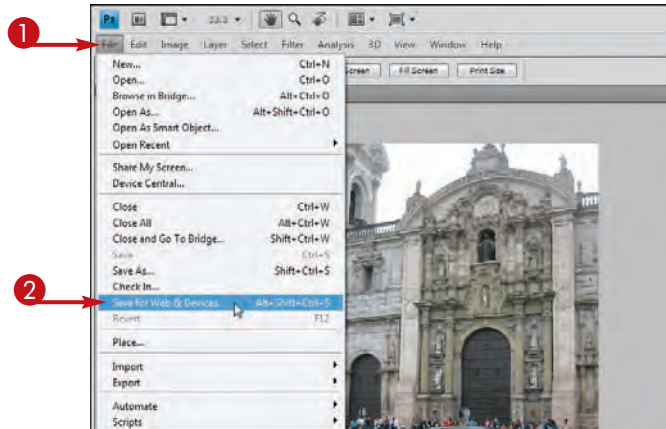 Ps Br 33.3
1
File Edit Image Layer Select Filter Analysis 3D View Window Help
Screen Fill Screen Print Size
New... Ctrl+N
Open... Ctrl+O
Browse in Bridge... Alt+Ctrl+O
Open As... Alt+Shift+Ctrl+O
Open As Smart Object...
Open Recent
Share My Screen...
Device Central...
Close Ctrl+W
Close All Alt+Ctrl+W
Close and Go To Bridge... Shift+Ctrl+W
Save Ctrl+S
Save As... Shift+Ctrl+S
Check In...
2
Save for Web & Devices... Alt+Shift+Ctrl+S
Revert F12
Place...
Import
Export
Automate
Scripts